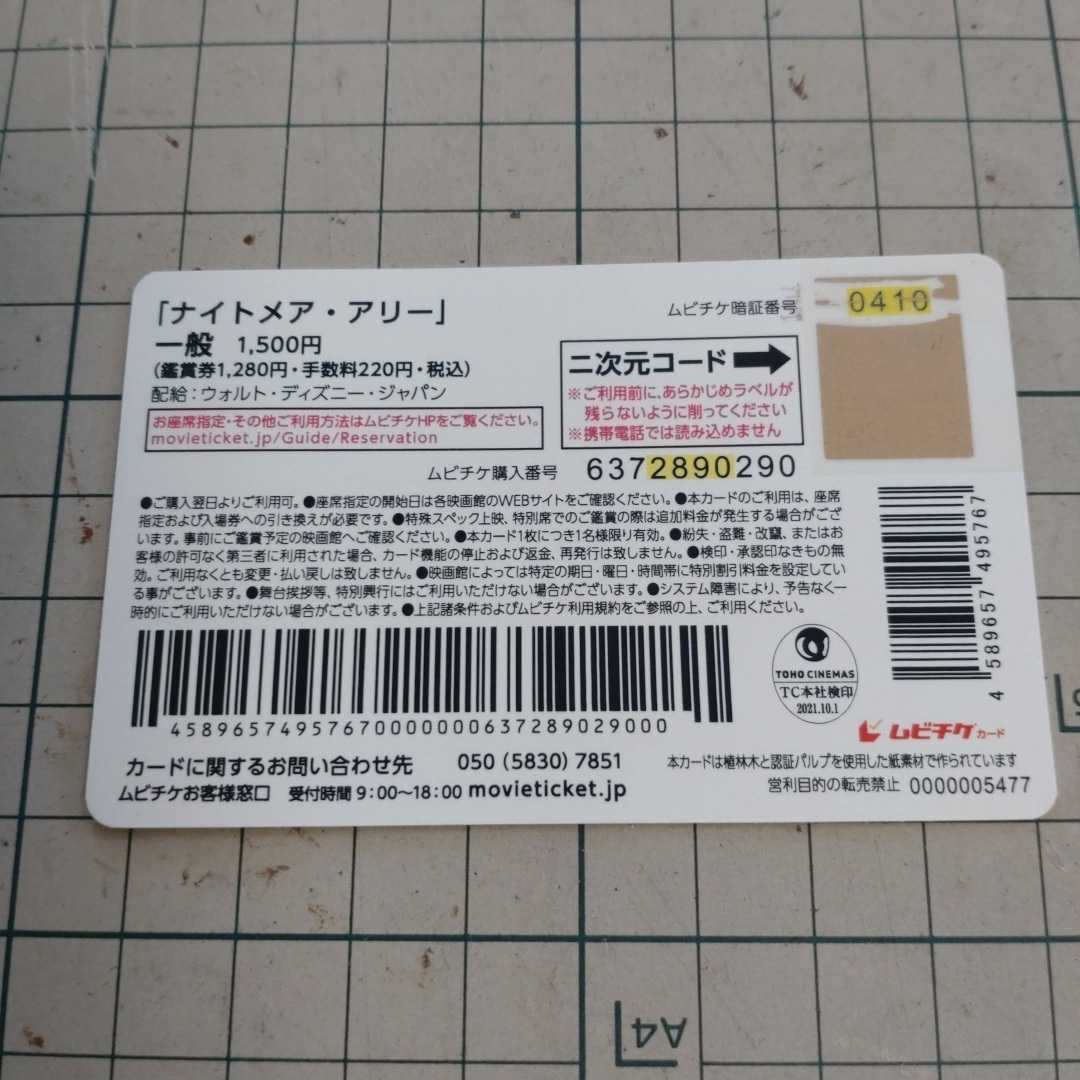 「ナイトメア・アリー」
一般 1,500円
(鑑賞券1,280円・手数料220円・税込)
配給:ウォルト・ディズニー・ジャパン
お座席指定・その他ご利用方法はムビチケHPをご覧ください。
movieticket.jp/Guide/Reservation
ムビチケ暗証番号
0410
二次元コード
※ご利用前に、あらかじめラベルが
残らないように削ってください
※携帯電話では読み込めません
ムビチケ購入番号 6372890290
●ご購入翌日よりご利用可。●座席指定の開始日は各映画館のWEBサイトをご確認ください。●本カードのご利用は、座席
指定および入場券への引き換えが必要です。●特殊スペック上映、特別席でのご鑑賞の際は追加料金が発生する場合がござ
います。事前にご鑑賞予定の映画館へご確認ください。●本カード1枚につき1名様限り有効。●紛失・盗難・改竄、またはお
客様の許可なく第三者に利用された場合、カード機能の停止および返金、再発行は致しません。●検印・承認印なきもの無
効。ご利用なくとも変更・払い戻しは致しません。●映画館によっては特定の期日・曜日・時間帯に特別割引料金を設定してい
る事がございます。●舞台挨拶等、特別興行にはご利用いただけない場合がございます。●システム障害により、予告なく一
時的にご利用いただけない場合がございます。●上記諸条件およびムビチケ利用規約をご参照の上、ご利用ください。
4589657495767000000063728902​9000
4 589657 495767
TOHO CINEMAS
TC本社検印
2021.10.1
ムビチケカード
カードに関するお問い合わせ先 050(5830)7851
ムビチケお客様窓口 受付時間 9:00〜18:00 movieticket.jp
本カードは植林木と認証パルプを使用した紙素材で作られています
営利目的の転売禁止 0000005477
A4